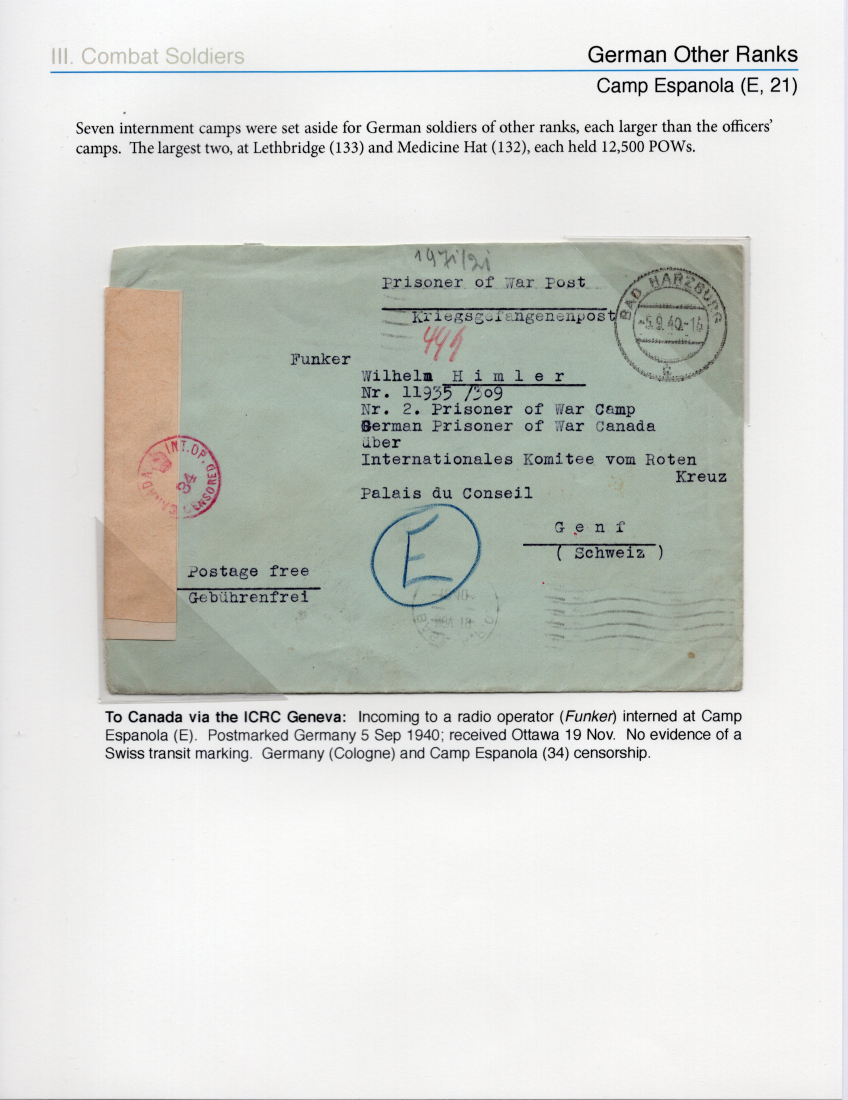 III. Combat Soldiers
German Other Ranks
Camp Espanola (E, 21)
Seven internment camps were set aside for German soldiers of other ranks, each larger than the officers’
camps. The largest two, at Lethbridge (133) and Medicine Hat (132), each held 12,500 POWs.
Prisoner of War Post
Kriegsgefangenenpost
BAD HARZBURG
-5.9.40.-16
Funker
Wilhelm H i m l e r
Nr. 11935 /309
Nr. 2. Prisoner of War Camp
German Prisoner of War Canada
über
Internationales Komitee vom Roten
Kreuz
Palais du Conseil
G e n f
( Schweiz )
INT.OP.
34
CENSORED
CANADA
E
Postage free
Gebührenfrei
To Canada via the ICRC Geneva: Incoming to a radio operator (Funker) interned at Camp
Espanola (E). Postmarked Germany 5 Sep 1940; received Ottawa 19 Nov. No evidence of a
Swiss transit marking. Germany (Cologne) and Camp Espanola (34) censorship.